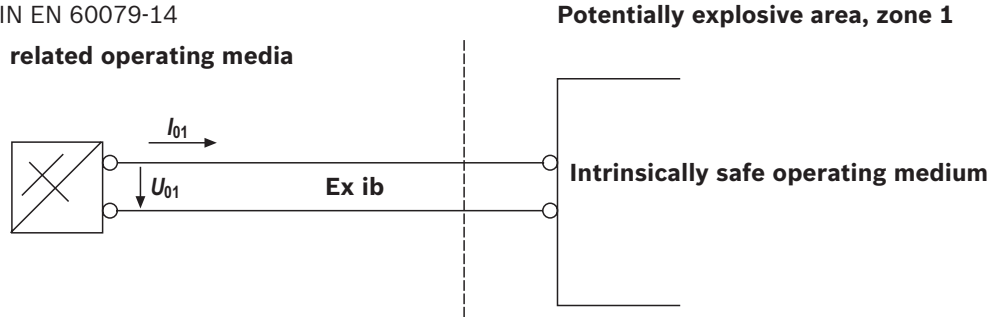 IN EN 60079-14
Potentially explosive area, zone 1
related operating media
I01
U01
Ex ib
Intrinsically safe operating medium